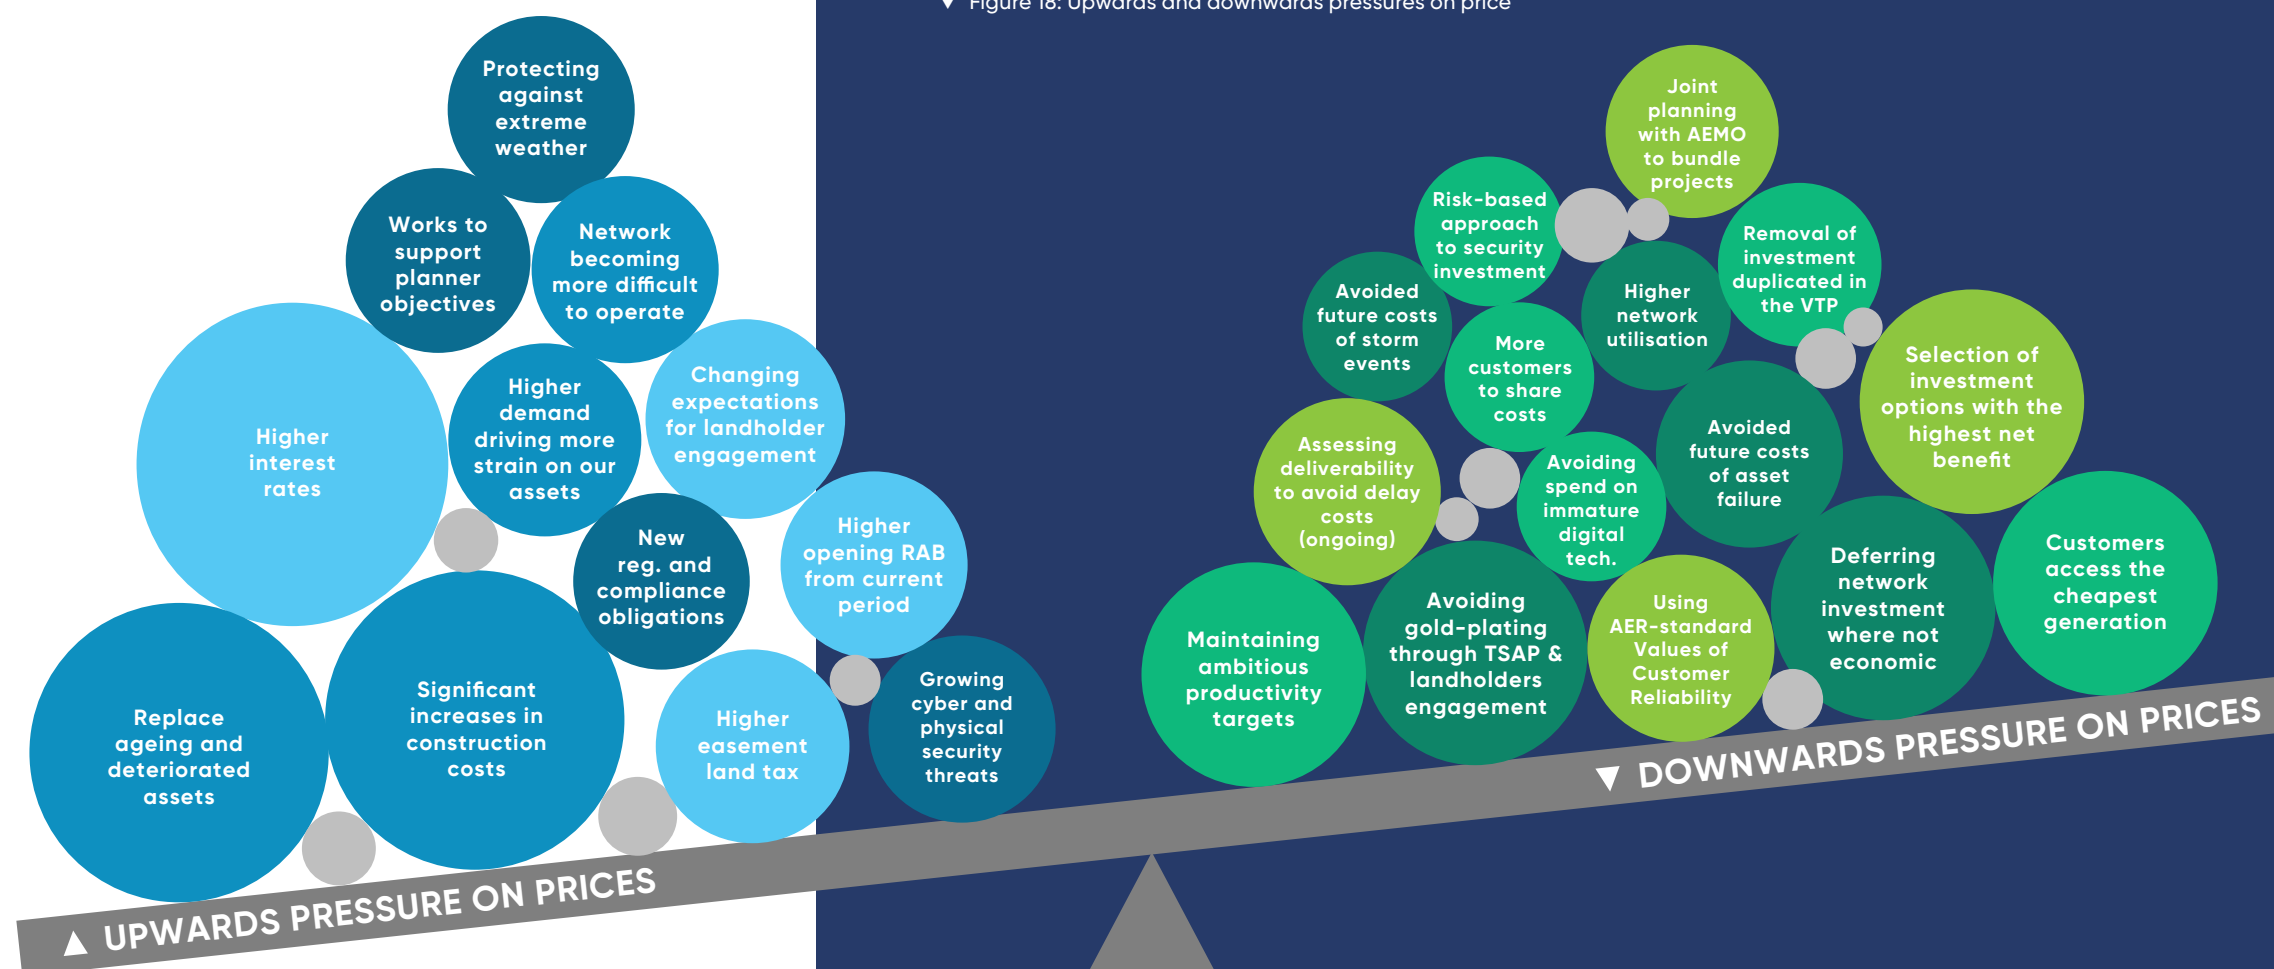 ▼ Figure 18: Upwards and downwards pressures on price
Protecting
against
extreme
weather
Works to
support
planner
objectives
Network
becoming
more difficult
to operate
Higher
interest
rates
Higher
demand
driving more
strain on our
assets
Changing
expectations
for landholder
engagement
New
reg. and
compliance
obligations
Higher
opening RAB
from current
period
Replace
ageing and
deteriorated
assets
Significant
increases in
construction
costs
Higher
easement
land tax
Growing
cyber and
physical
security
threats
▲ UPWARDS PRESSURE ON PRICES
Joint
planning
with AEMO
to bundle
projects
Risk-based
approach
to security
investment
Removal of
investment
duplicated in
the VTP
Avoided
future costs
of storm
events
Higher
network
utilisation
More
customers
to share
costs
Selection of
investment
options with the
highest net
benefit
Assessing
deliverability
to avoid delay
costs
(ongoing)
Avoiding
spend on
immature
digital
tech.
Avoided
future costs
of asset
failure
Maintaining
ambitious
productivity
targets
Avoiding
gold-plating
through TSAP &
landholders
engagement
Using
AER-standard
Values of
Customer
Reliability
Deferring
network
investment
where not
economic
Customers
access the
cheapest
generation
▼ DOWNWARDS PRESSURE ON PRICES